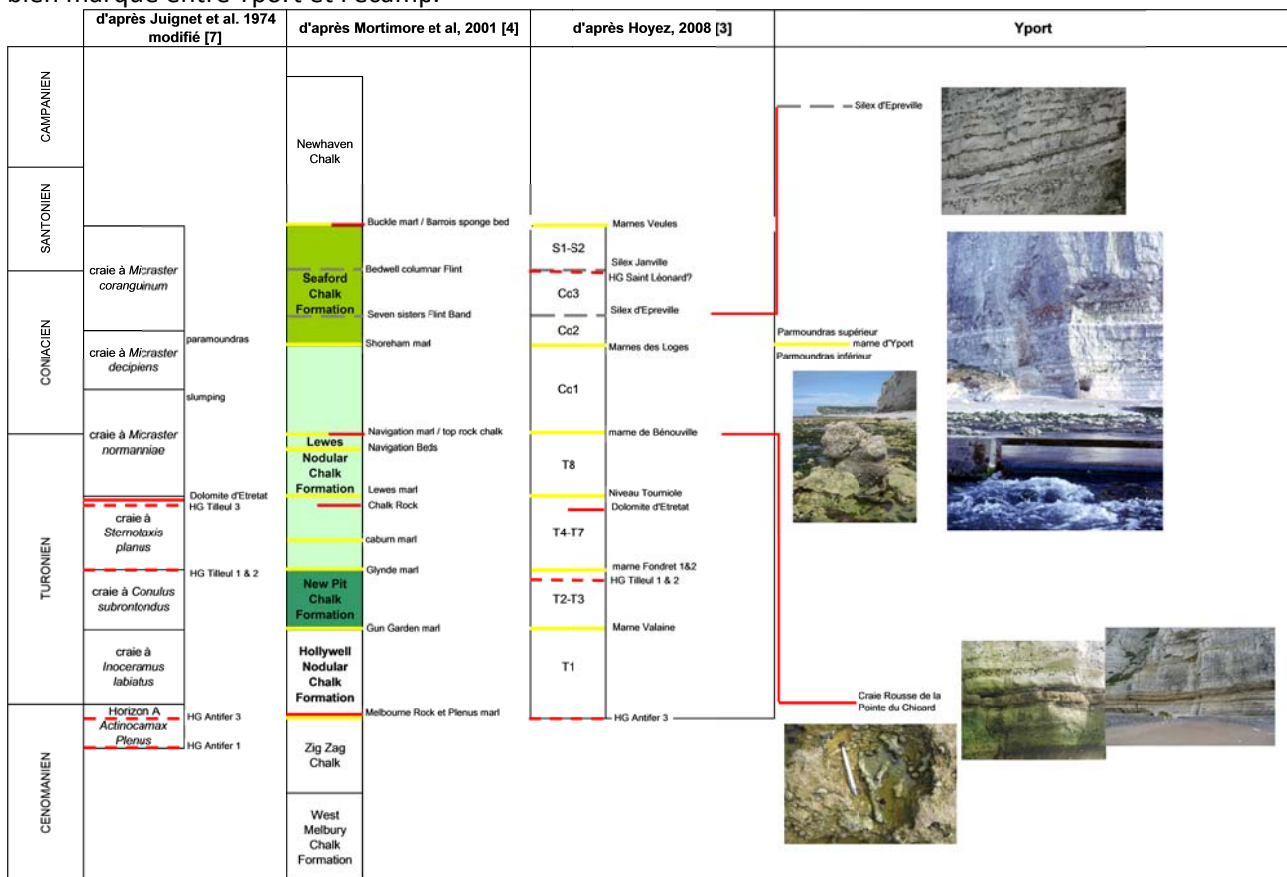 bien marqué entre Yport et Fécamp.
d'après Juignet et al. 1974
modifié [7]
d'après Mortimore et al, 2001 [4]
d'après Hoyez, 2008 [3]
Yport
CAMPANIEN
SANTONIEN
CONIACIEN
TURONIEN
CENOMANIEN
craie à Micraster
coranguinum
paramoundras
craie à Micraster
decipiens
slumping
craie à Micraster
normanniae
Dolomite d'Etretat
HG Tilleul 3
craie à
Sternotaxis
planus
HG Tilleul 1 & 2
craie à Conulus
subrontondus
craie à
Inoceramus
labiatus
Horizon A
Actinocamax
Plenus
HG Antifer 3
HG Antifer 1
Newhaven
Chalk
Buckle marl / Barrois sponge bed
Bedwell columnar Flint
Seaford
Chalk
Formation
Seven sisters Flint Band
Shoreham marl
Navigation marl / top rock chalk
Navigation Beds
Lewes
Nodular
Chalk
Formation
Lewes marl
Chalk Rock
caburn marl
Glynde marl
New Pit
Chalk
Formation
Gun Garden marl
Hollywell
Nodular
Chalk
Formation
Melbourne Rock et Plenus marl
Zig Zag
Chalk
West
Melbury
Chalk
Formation
Marnes Veules
S1-S2
Silex Janville
HG Saint Léonard?
Cc3
Silex d'Epreville
Cc2
Marnes des Loges
Cc1
marne de Bénouville
T8
Niveau Tourniole
Dolomite d'Etretat
T4-T7
marne Fondret 1&2
HG Tilleul 1 & 2
T2-T3
Marne Valaine
T1
HG Antifer 3
Silex d'Epreville
Parmoundras supérieur
marne d'Yport
Parmoundras inférieur
Craie Rousse de la
Pointe du Chicard